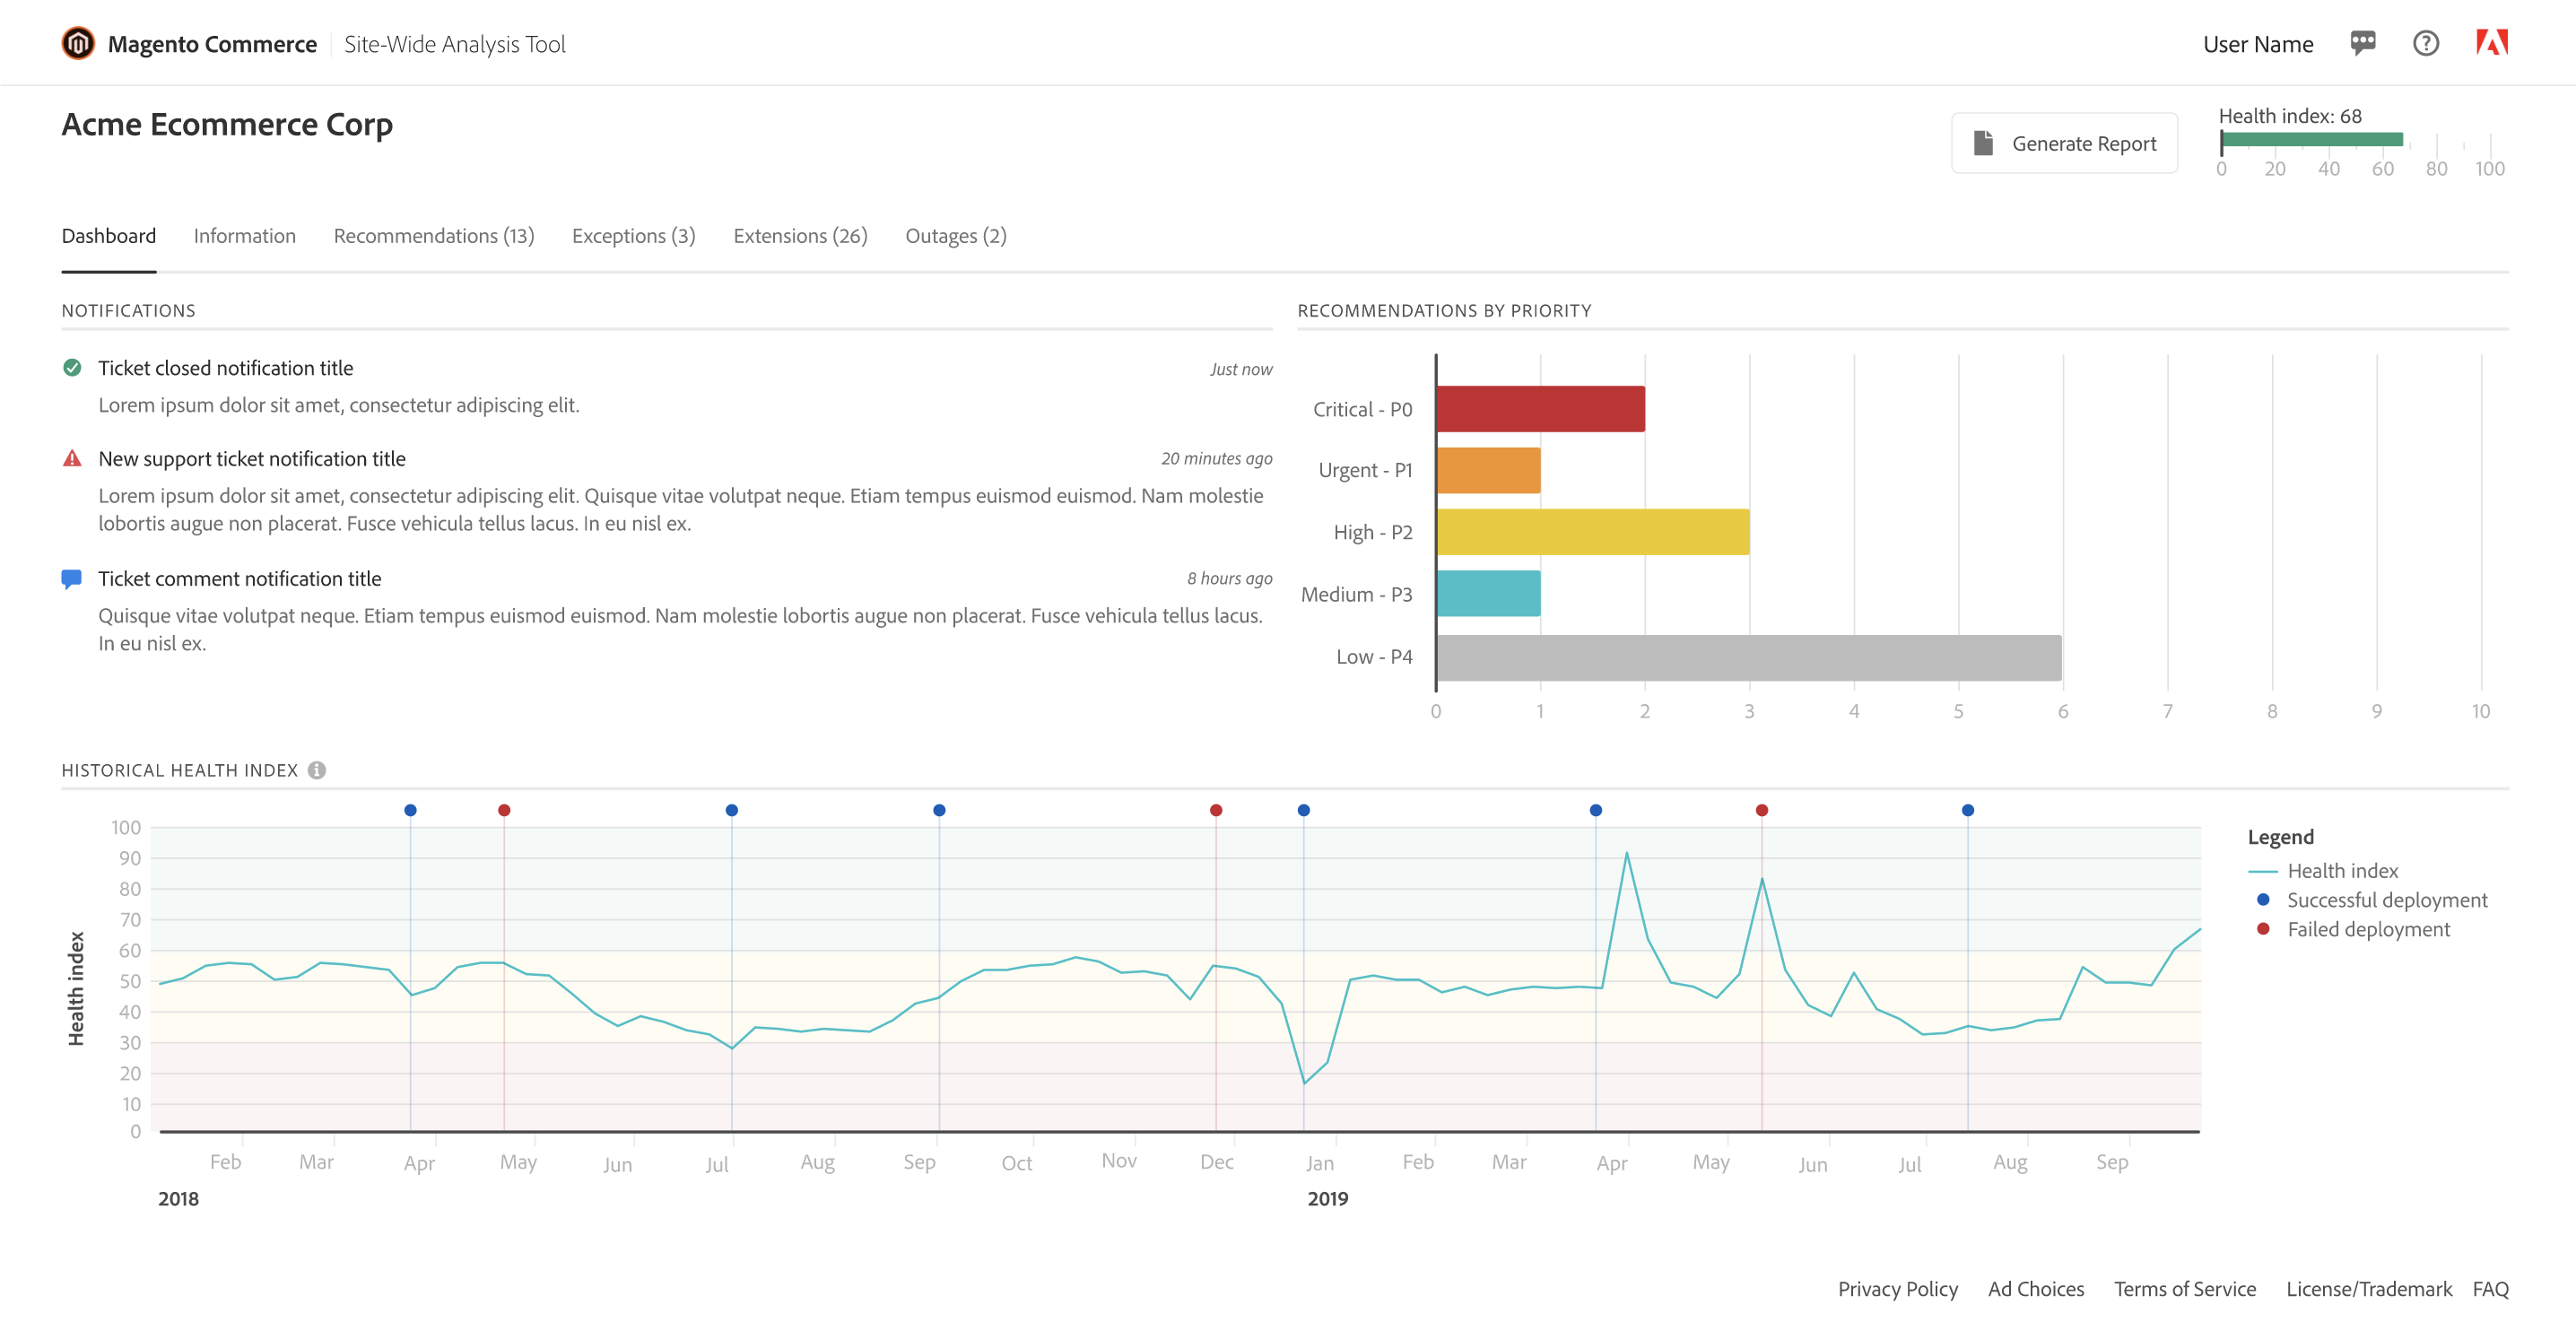 Magento Commerce
Site-Wide Analysis Tool
User Name
Acme Ecommerce Corp
Generate Report
Health index: 68
0 20 40 60 80 100
Dashboard
Information
Recommendations (13)
Exceptions (3)
Extensions (26)
Outages (2)
NOTIFICATIONS
Ticket closed notification title
Just now
Lorem ipsum dolor sit amet, consectetur adipiscing elit.
New support ticket notification title
20 minutes ago
Lorem ipsum dolor sit amet, consectetur adipiscing elit. Quisque vitae volutpat neque. Etiam tempus euismod euismod. Nam molestie
lobortis augue non placerat. Fusce vehicula tellus lacus. In eu nisl ex.
Ticket comment notification title
8 hours ago
Quisque vitae volutpat neque. Etiam tempus euismod euismod. Nam molestie lobortis augue non placerat. Fusce vehicula tellus lacus.
In eu nisl ex.
RECOMMENDATIONS BY PRIORITY
Critical - P0
Urgent - P1
High - P2
Medium - P3
Low - P4
0 1 2 3 4 5 6 7 8 9 10
HISTORICAL HEALTH INDEX
Health index
100
90
80
70
60
50
40
30
20
10
0
Feb Mar Apr May Jun Jul Aug Sep Oct Nov Dec Jan Feb Mar Apr May Jun Jul Aug Sep
2018 2019
Legend
Health index
Successful deployment
Failed deployment
Privacy Policy
Ad Choices
Terms of Service
License/Trademark
FAQ